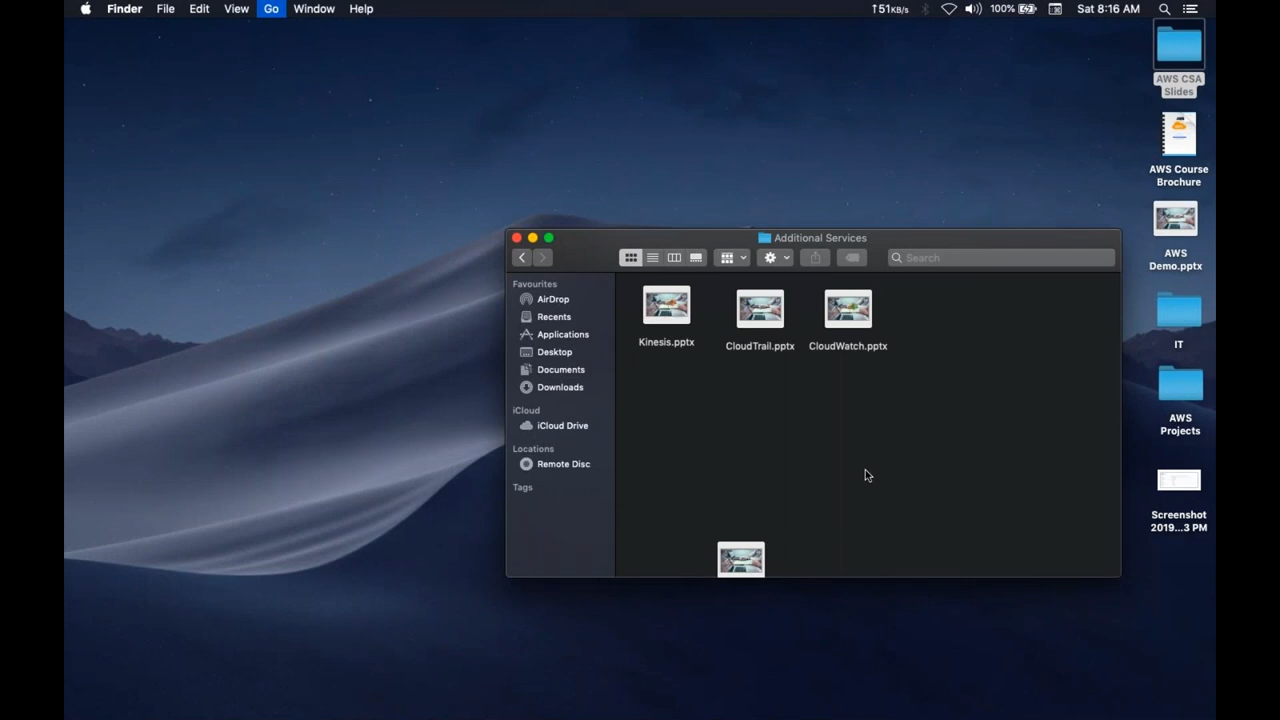 Finder File Edit View Go Window Help
↑51KB/s 100% Sat 8:16 AM
AWS CSA
Slides
AWS Course
Brochure
AWS
Demo.pptx
IT
AWS
Projects
Screenshot
2019...3 PM
Additional Services
Search
Favourites
AirDrop
Recents
Applications
Desktop
Documents
Downloads
iCloud
iCloud Drive
Locations
Remote Disc
Tags
Kinesis.pptx
CloudTrail.pptx
CloudWatch.pptx